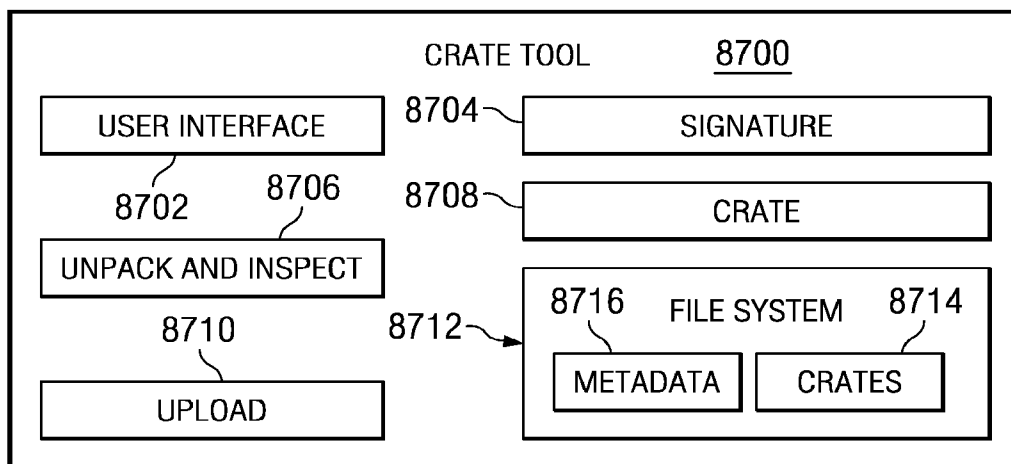 CRATE TOOL 8700
USER INTERFACE
8702
8704
SIGNATURE
8706
UNPACK AND INSPECT
8708
CRATE
8710
UPLOAD
8712
FILE SYSTEM
8716
METADATA
8714
CRATES